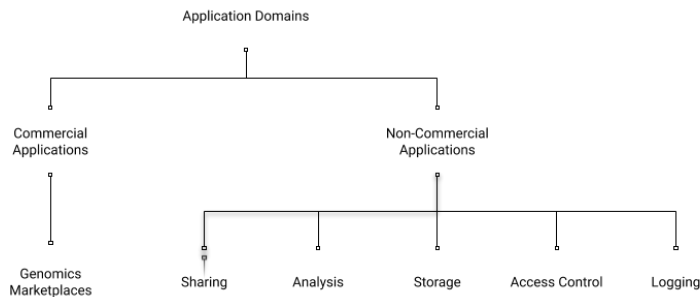 Application Domains
Commercial
Applications
Non-Commercial
Applications
Genomics
Marketplaces
Sharing
Analysis
Storage
Access Control
Logging